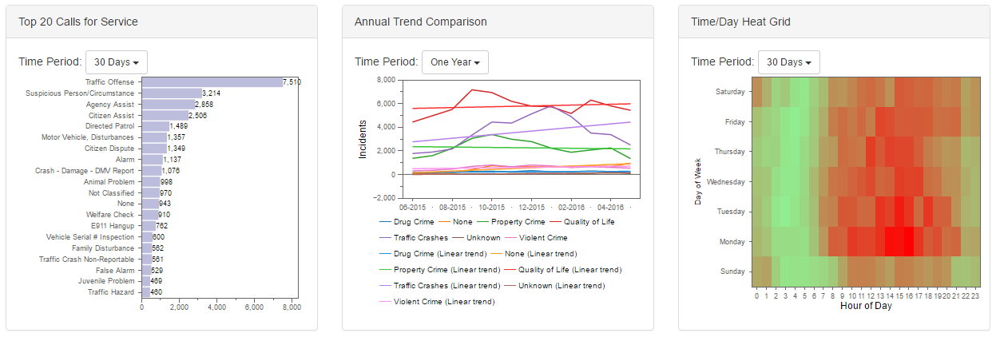 Top 20 Calls for Service
Time Period: 30 Days
Traffic Offense 7,510
Suspicious Person/Circumstance 3,214
Agency Assist 2,858
Citizen Assist 2,506
Directed Patrol 1,489
Motor Vehicle, Disturbances 1,357
Citizen Dispute 1,349
Alarm 1,137
Crash - Damage - DMV Report 1,076
Animal Problem 998
Not Classified 970
None 943
Welfare Check 910
E911 Hangup 762
Vehicle Serial # Inspection 600
Family Disturbance 562
Traffic Crash Non-Reportable 561
False Alarm 529
Juvenile Problem 469
Traffic Hazard 460
0 2,000 4,000 6,000 8,000
Annual Trend Comparison
Time Period: One Year
Incidents
8,000
6,000
4,000
2,000
0
−2,000
06-2015 08-2015 10-2015 12-2015 02-2016 04-2016
Drug Crime None Property Crime Quality of Life
Traffic Crashes Unknown Violent Crime
Drug Crime (Linear trend) None (Linear trend)
Property Crime (Linear trend) Quality of Life (Linear trend)
Traffic Crashes (Linear trend) Unknown (Linear trend)
Violent Crime (Linear trend)
Time/Day Heat Grid
Time Period: 30 Days
Day of Week
Saturday
Friday
Thursday
Wednesday
Tuesday
Monday
Sunday
0 1 2 3 4 5 6 7 8 9 10 11 12 13 14 15 16 17 18 19 20 21 22 23
Hour of Day